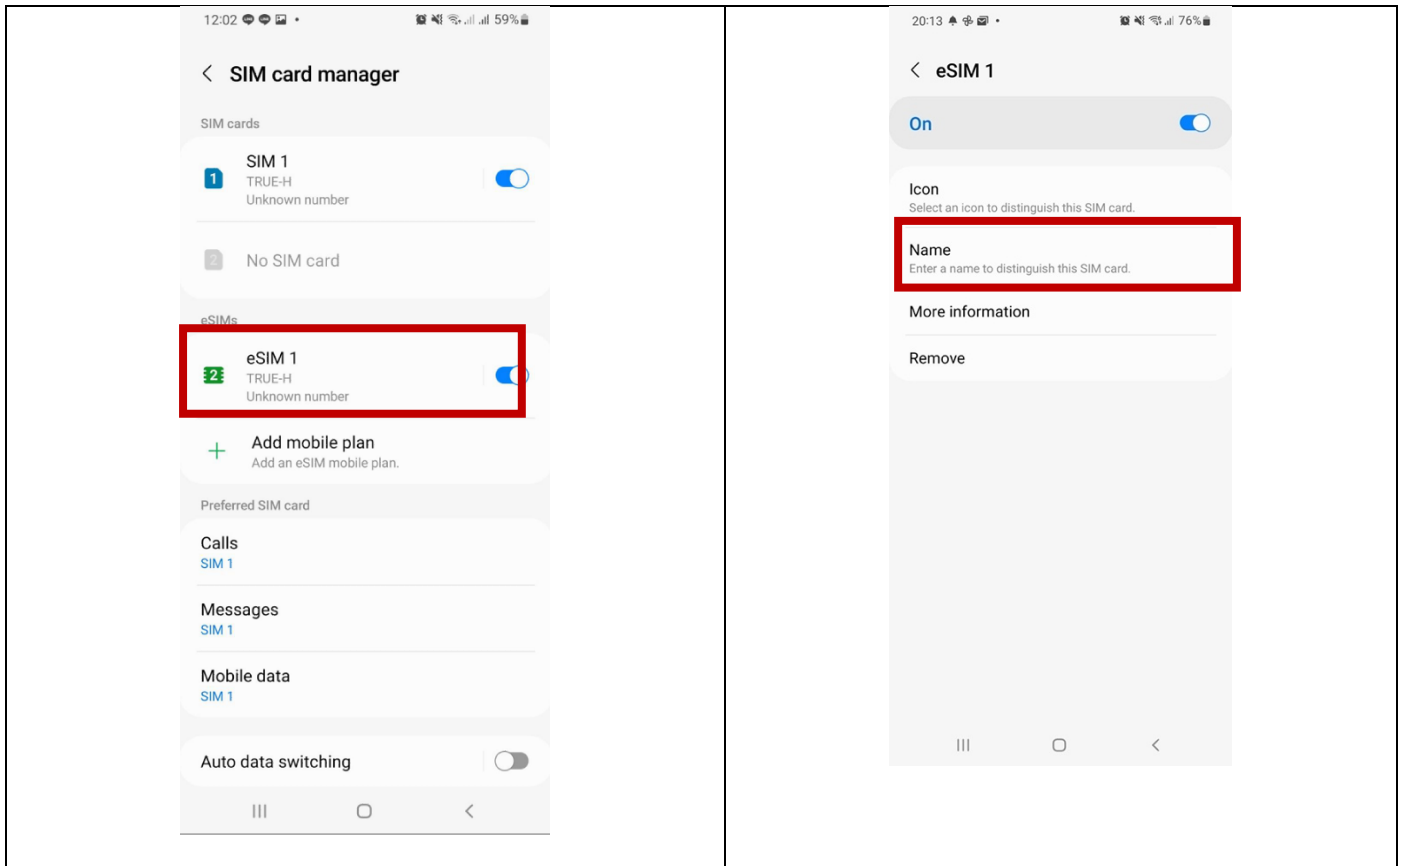 12:02 59%
SIM card manager
SIM cards
1
SIM 1
TRUE-H
Unknown number
2
No SIM card
eSIMs
2
eSIM 1
TRUE-H
Unknown number
Add mobile plan
Add an eSIM mobile plan.
Preferred SIM card
Calls
SIM 1
Messages
SIM 1
Mobile data
SIM 1
Auto data switching
20:13 76%
eSIM 1
On
Icon
Select an icon to distinguish this SIM card.
Name
Enter a name to distinguish this SIM card.
More information
Remove